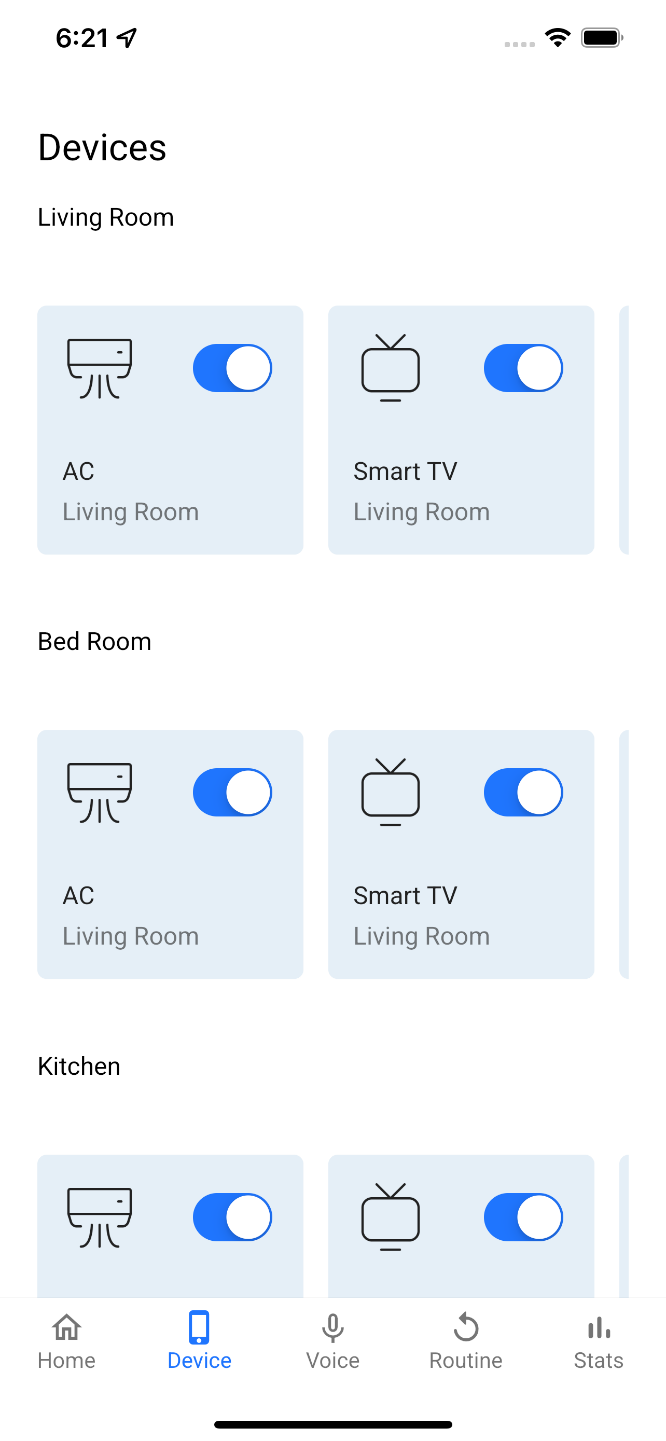 6:21
Devices
Living Room
AC
Smart TV
Living Room
Living Room
Bed Room
AC
Smart TV
Living Room
Living Room
Kitchen
Home
Device
Voice
Routine
Stats